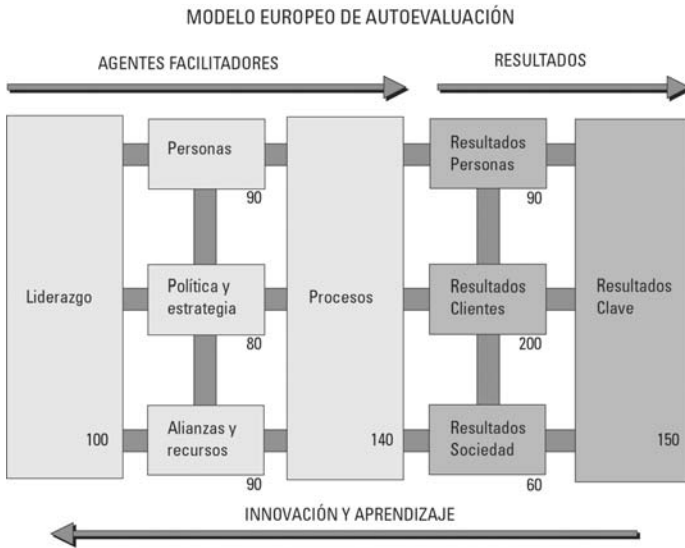 MODELO EUROPEO DE AUTOEVALUACIÓN
AGENTES FACILITADORES
RESULTADOS
Liderazgo
100
Personas
90
Política y
estrategia
80
Alianzas y
recursos
90
Procesos
140
Resultados
Personas
90
Resultados
Clientes
200
Resultados
Sociedad
60
Resultados
Clave
150
INNOVACIÓN Y APRENDIZAJE